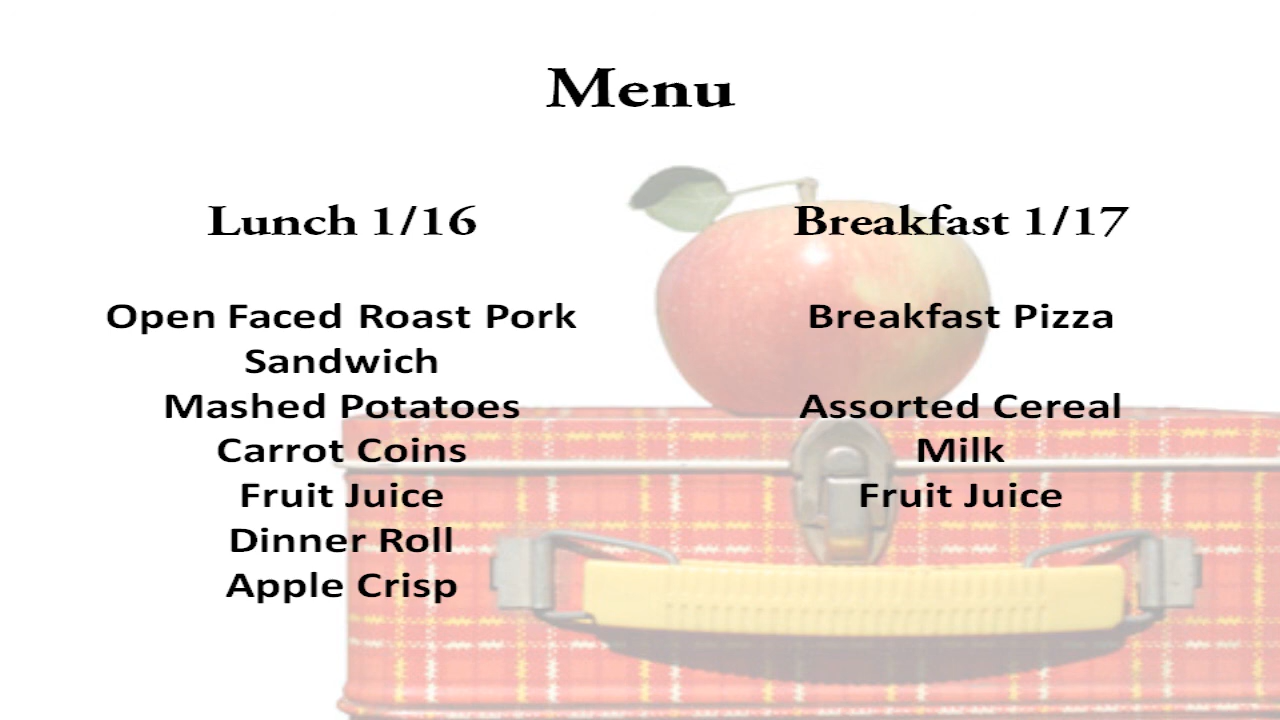 Menu
Lunch 1/16
Open Faced Roast Pork
Sandwich
Mashed Potatoes
Carrot Coins
Fruit Juice
Dinner Roll
Apple Crisp
Breakfast 1/17
Breakfast Pizza
Assorted Cereal
Milk
Fruit Juice